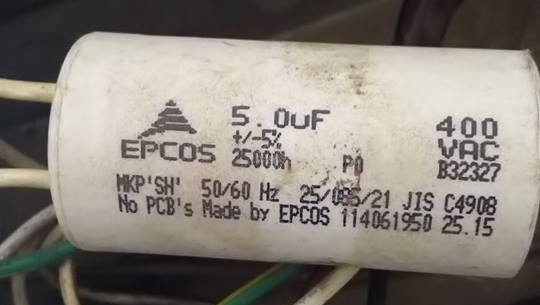 5.0uF
+/-5%
EPCOS 25000h P0
400
VAC
B32327
MKP'SH' 50/60 Hz 25/085/21 JIS C4908
No PCB's Made by EPCOS 114061950 25.15